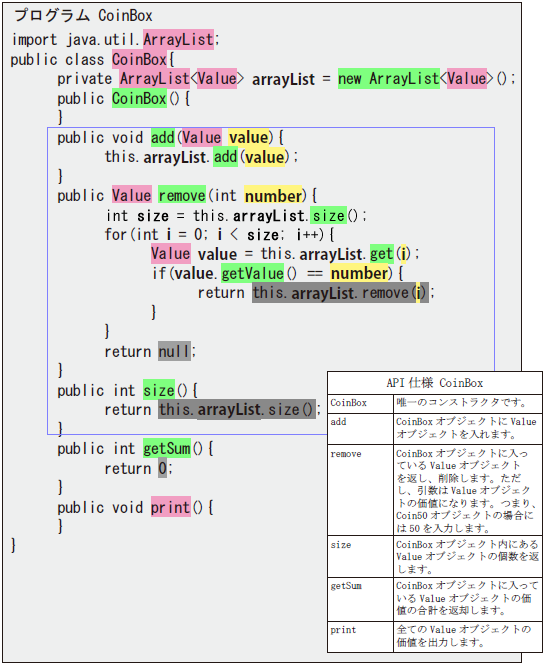 プログラム CoinBox
import java.util.ArrayList;
public class CoinBox{
private ArrayList<Value> arrayList = new ArrayList<Value>();
public CoinBox(){
}
public void add(Value value){
this.arrayList.add(value);
}
public Value remove(int number){
int size = this.arrayList.size();
for(int i = 0; i < size; i++){
Value value = this.arrayList.get(i);
if(value.getValue() == number){
return this.arrayList.remove(i);
}
}
return null;
}
public int size(){
return this.arrayList.size();
}
public int getSum(){
return 0;
}
public void print(){
}
}
API 仕様 CoinBox
CoinBox 唯一のコンストラクタです。
add CoinBox オブジェクトに Value
オブジェクトを入れます。
remove CoinBox オブジェクトに入っ
ている Value オブジェクト
を返し、削除します。ただ
し、引数は Value オブジェク
トの価値になります。つまり、
Coin50 オブジェクトの場合に
は 50 を入力します。
size CoinBox オブジェクト内にある
Value オブジェクトの個数を返
します。
getSum CoinBox オブジェクトに入って
いる Value オブジェクトの価
値の合計を返却します。
print 全ての Value オブジェクトの
価値を出力します。